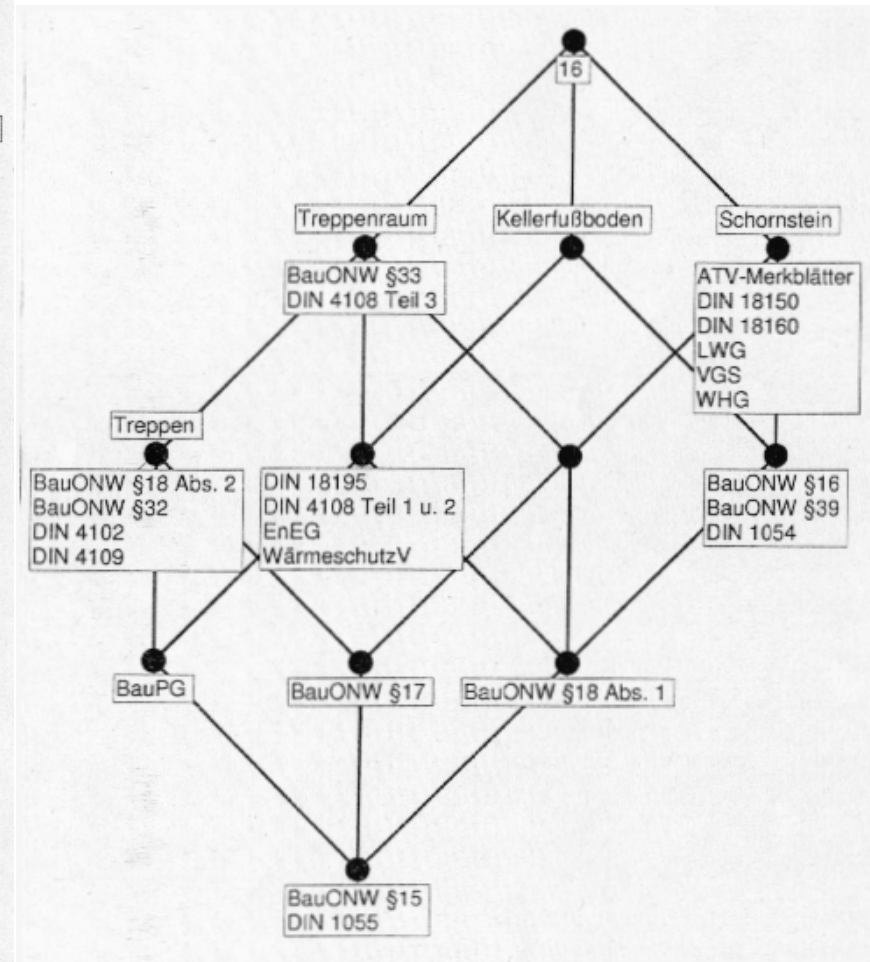 16
Treppenraum
Kellerfußboden
Schornstein
BauONW §33
DIN 4108 Teil 3
ATV-Merkblätter
DIN 18150
DIN 18160
LWG
VGS
WHG
Treppen
BauONW §18 Abs. 2
BauONW §32
DIN 4102
DIN 4109
DIN 18195
DIN 4108 Teil 1 u. 2
EnEG
WärmeschutzV
BauONW §16
BauONW §39
DIN 1054
BauPG
BauONW §17
BauONW §18 Abs. 1
BauONW §15
DIN 1055